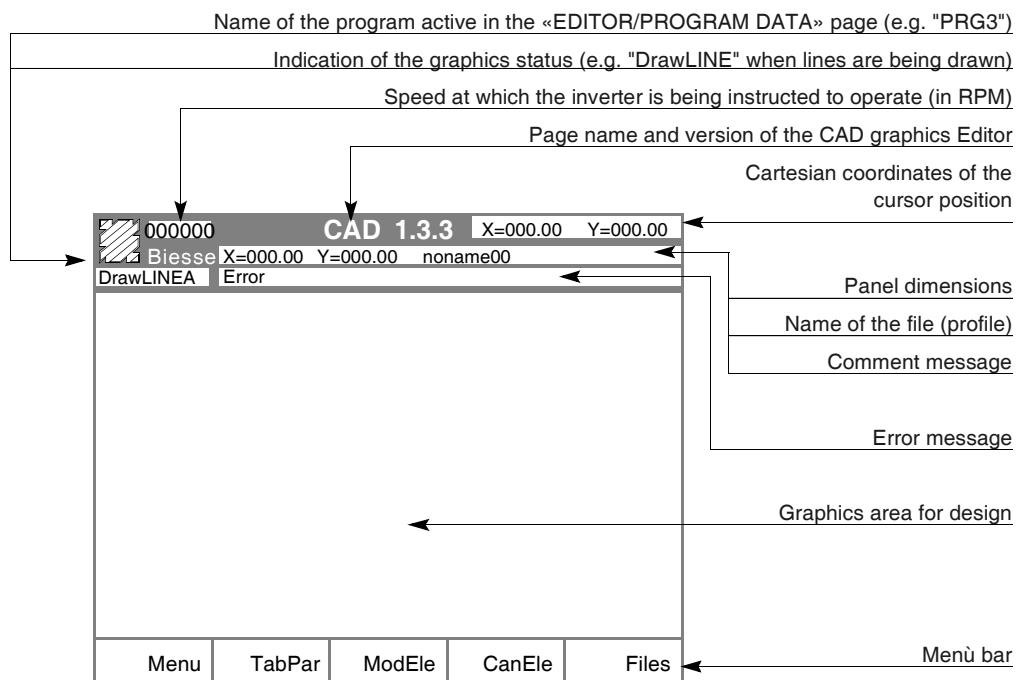 Name of the program active in the «EDITOR/PROGRAM DATA» page (e.g. "PRG3")
Indication of the graphics status (e.g. "DrawLINE" when lines are being drawn)
Speed at which the inverter is being instructed to operate (in RPM)
Page name and version of the CAD graphics Editor
Cartesian coordinates of the
cursor position
000000 CAD 1.3.3 X=000.00 Y=000.00
Biesse X=000.00 Y=000.00 noname00
DrawLINEA Error
Panel dimensions
Name of the file (profile)
Comment message
Error message
Graphics area for design
Menu TabPar ModEle CanEle Files
Menù bar